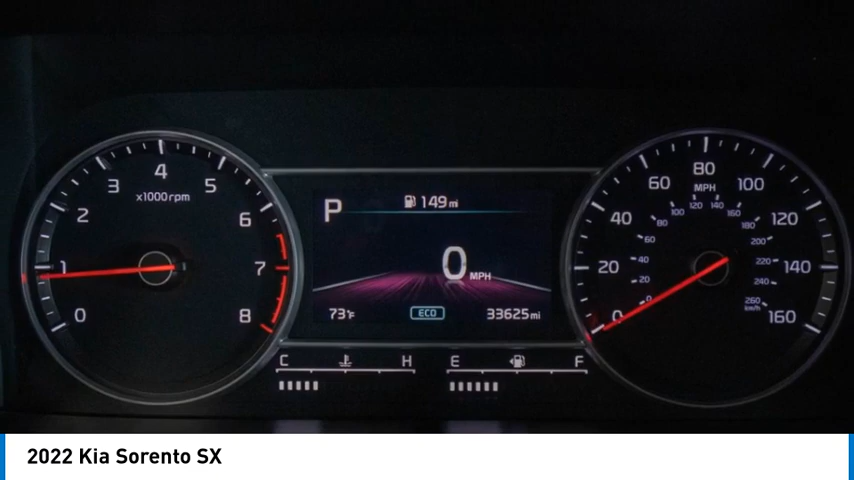 4
3 5
x1000rpm
2 6
1 7
0 8
P 149 mi
0 MPH
73°F ECO 33625 mi
C H E F
80
60 MPH 100
100 120 140 160
40 80 180 120
60 200
20 40 220 140
20 240
0 0 260 km/h 160
2022 Kia Sorento SX